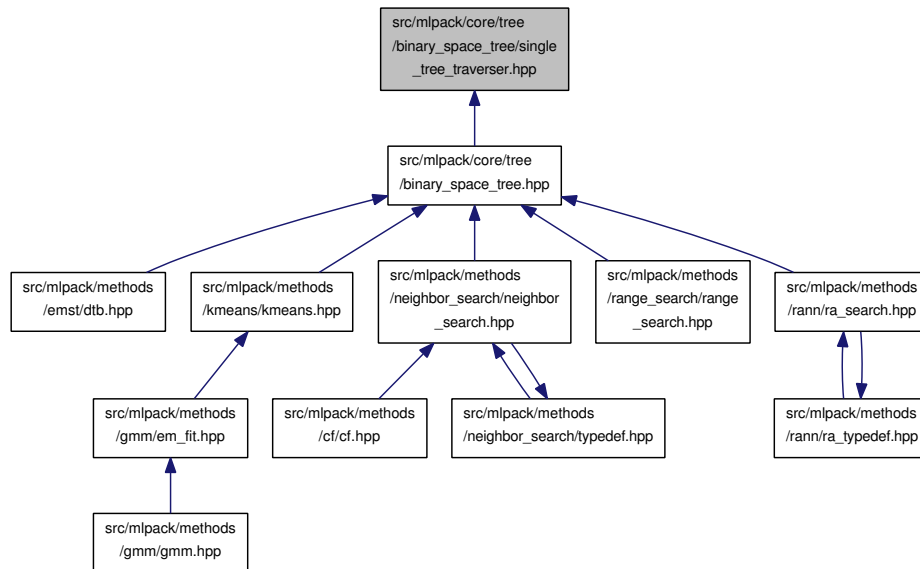 src/mlpack/core/tree
/binary_space_tree/single
_tree_traverser.hpp
src/mlpack/core/tree
/binary_space_tree.hpp
src/mlpack/methods
/emst/dtb.hpp
src/mlpack/methods
/kmeans/kmeans.hpp
src/mlpack/methods
/neighbor_search/neighbor
_search.hpp
src/mlpack/methods
/range_search/range
_search.hpp
src/mlpack/methods
/rann/ra_search.hpp
src/mlpack/methods
/gmm/em_fit.hpp
src/mlpack/methods
/cf/cf.hpp
src/mlpack/methods
/neighbor_search/typedef.hpp
src/mlpack/methods
/rann/ra_typedef.hpp
src/mlpack/methods
/gmm/gmm.hpp